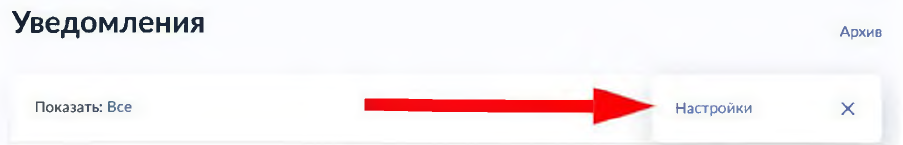 Уведомления
Архив
Показать: Все
Настройки